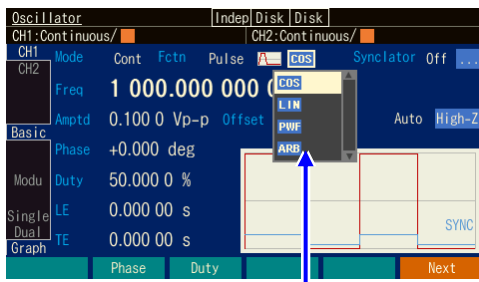 Oscillator Indep Disk Disk
CH1:Continuous/ CH2:Continuous/
CH1 Mode Cont Fctn Pulse COS Synclator Off ...
CH2
Freq 1 000.000 000 COS
LIN
Amptd 0.100 0 Vp-p Offset PWF Auto High-Z
Basic
Phase +0.000 deg ARB
Modu Duty 50.000 0 %
Single LE 0.000 00 s SYNC
Dual
Graph TE 0.000 00 s
Phase Duty Next